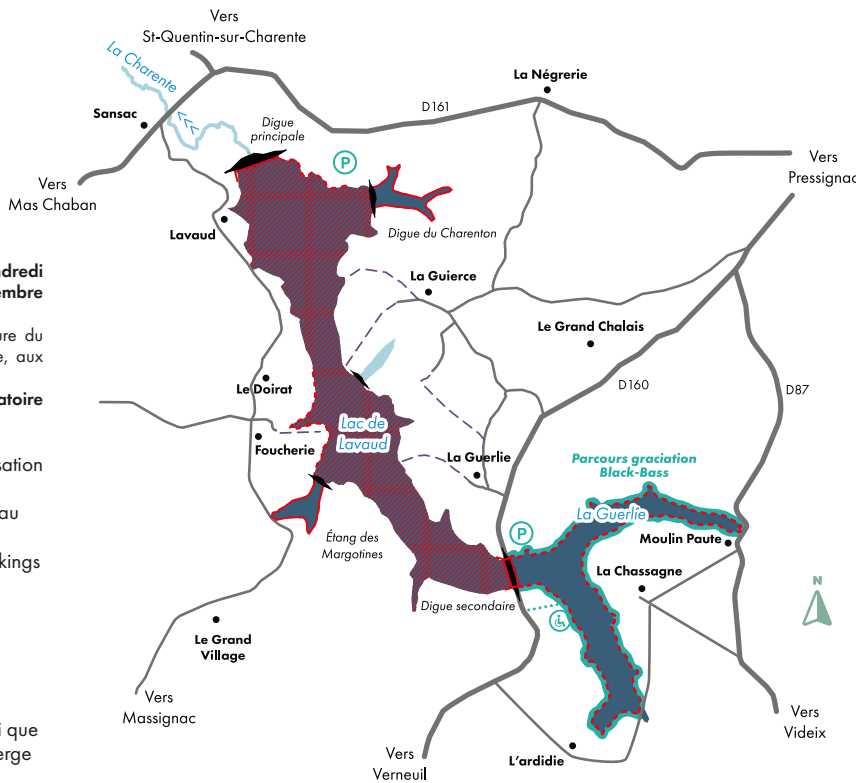 Vers
St-Quentin-sur-Charente
La Charente
La Négrerie
Sansac
D161
Digue
principale
P
Vers
Pressignac
Vers
Mas Chaban
Lavaud
Digue du Charenton
ndredi
embre
La Guierce
ure du
e, aux
Le Grand Chalais
atoire
Le Doirat
D160
D87
Lac de
Lavaud
Foucherie
sation
La Guerlie
Parcours graciation
Black-Bass
au
La Guerlie
Étang des
Margotines
P
Moulin Paute
kings
La Chassagne
N
Digue secondaire
Le Grand
Village
Vers
Massignac
i que
erge
Vers
Videix
L'ardidie
Vers
Verneuil